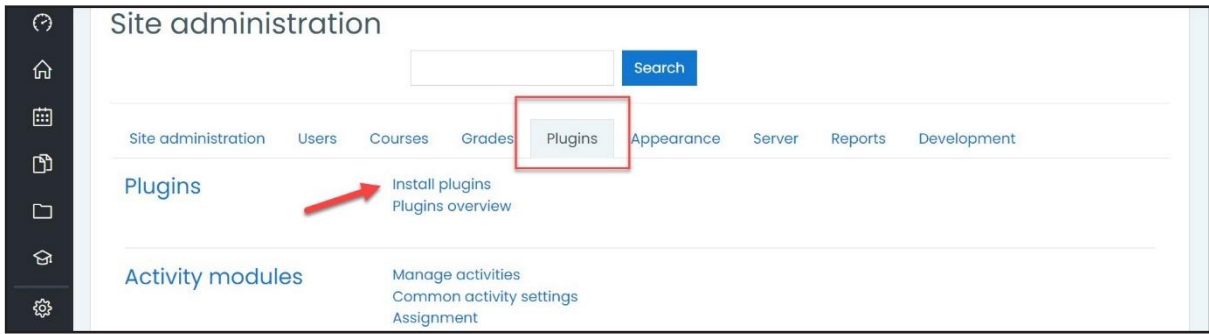 Site administration
Search
Site administration Users Courses Grades Plugins Appearance Server Reports Development
Plugins Install plugins
Plugins overview
Activity modules Manage activities
Common activity settings
Assignment